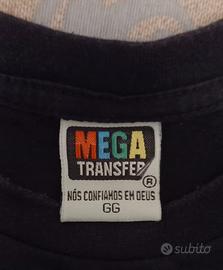 MEGA
TRANSFER
®
NÓS CONFIAMOS EM DEUS
GG
subito